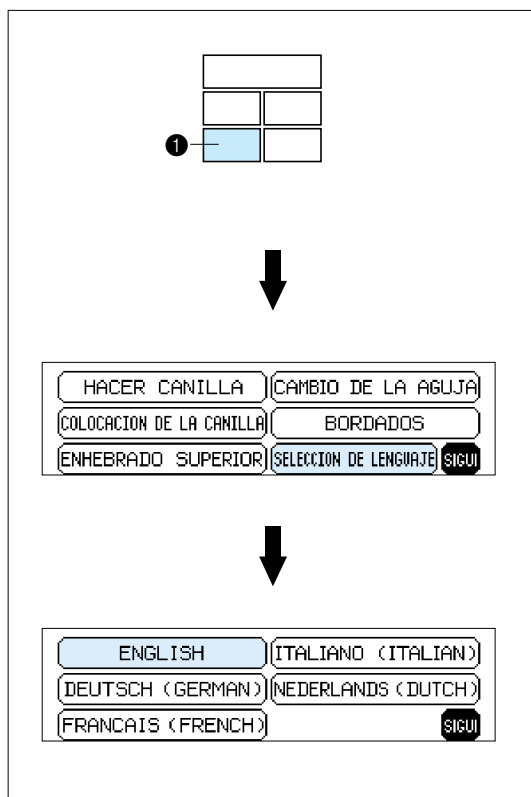 1
HACER CANILLA CAMBIO DE LA AGUJA
COLOCACION DE LA CANILLA BORDADOS
ENHEBRADO SUPERIOR SELECCION DE LENGUAJE SIGUI
ENGLISH ITALIANO (ITALIAN)
DEUTSCH (GERMAN) NEDERLANDS (DUTCH)
FRANCAIS (FRENCH) SIGUI